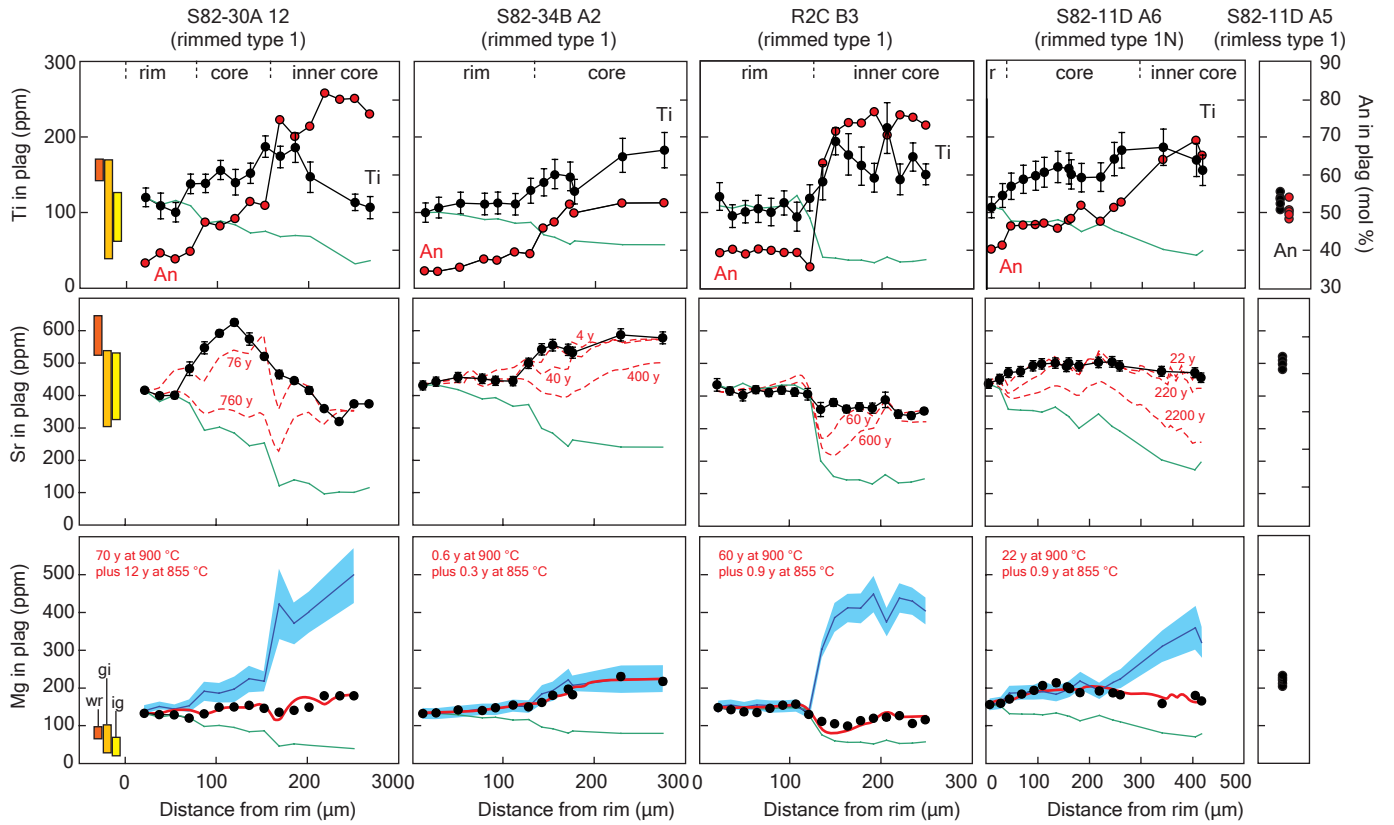 S82-30A 12
(rimmed type 1)
S82-34B A2
(rimmed type 1)
R2C B3
(rimmed type 1)
S82-11D A6
(rimmed type 1N)
S82-11D A5
(rimless type 1)
Ti in plag (ppm)
300
200
100
0
rim core inner core
Ti
An
rim core
Ti
An
rim inner core
Ti
An
r core inner core
Ti
An
An
90
80
70
60
50
40
30
An in plag (mol %)
Sr in plag (ppm)
600
500
400
300
200
100
0
76 y
760 y
4 y
40 y
400 y
60 y
600 y
22 y
220 y
2200 y
Mg in plag (ppm)
500
400
300
200
100
0
70 y at 900 °C
plus 12 y at 855 °C
wr
gi
ig
0.6 y at 900 °C
plus 0.3 y at 855 °C
60 y at 900 °C
plus 0.9 y at 855 °C
22 y at 900 °C
plus 0.9 y at 855 °C
0 100 200 300
0 100 200 300
0 100 200 300
0 100 200 300 400 500
Distance from rim (μm)
Distance from rim (μm)
Distance from rim (μm)
Distance from rim (μm)